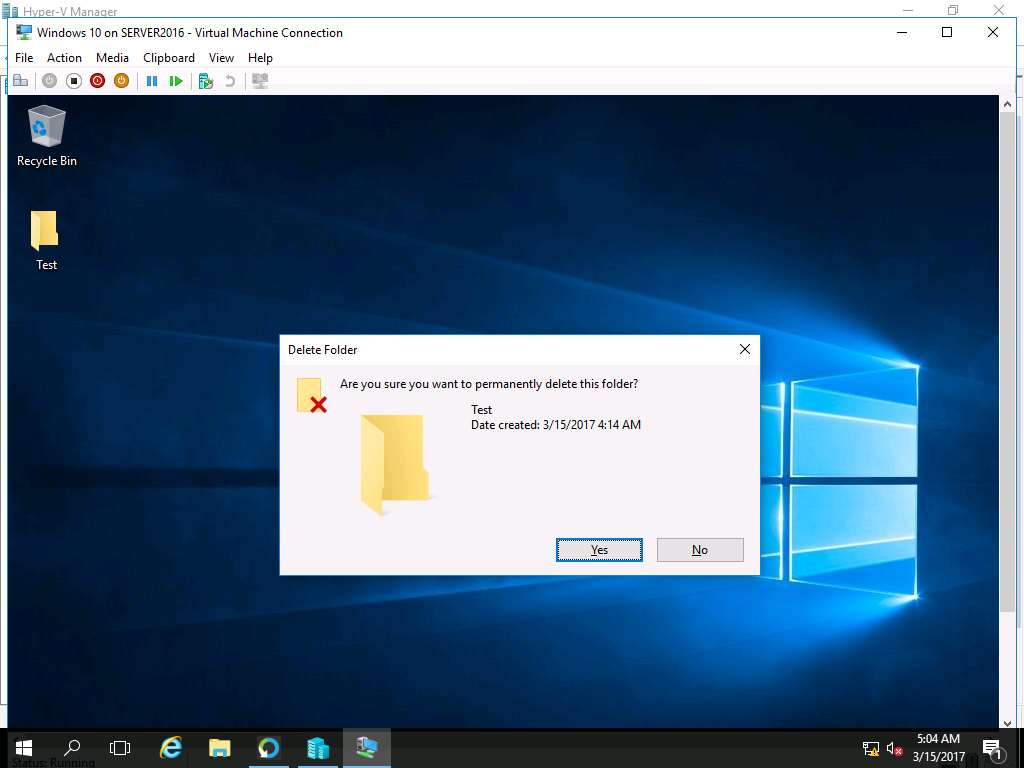 Hyper-V Manager
Windows 10 on SERVER2016 - Virtual Machine Connection
File Action Media Clipboard View Help
Recycle Bin
Test
Delete Folder
Are you sure you want to permanently delete this folder?
Test
Date created: 3/15/2017 4:14 AM
Yes No
5:04 AM
3/15/2017
1
Status: Running